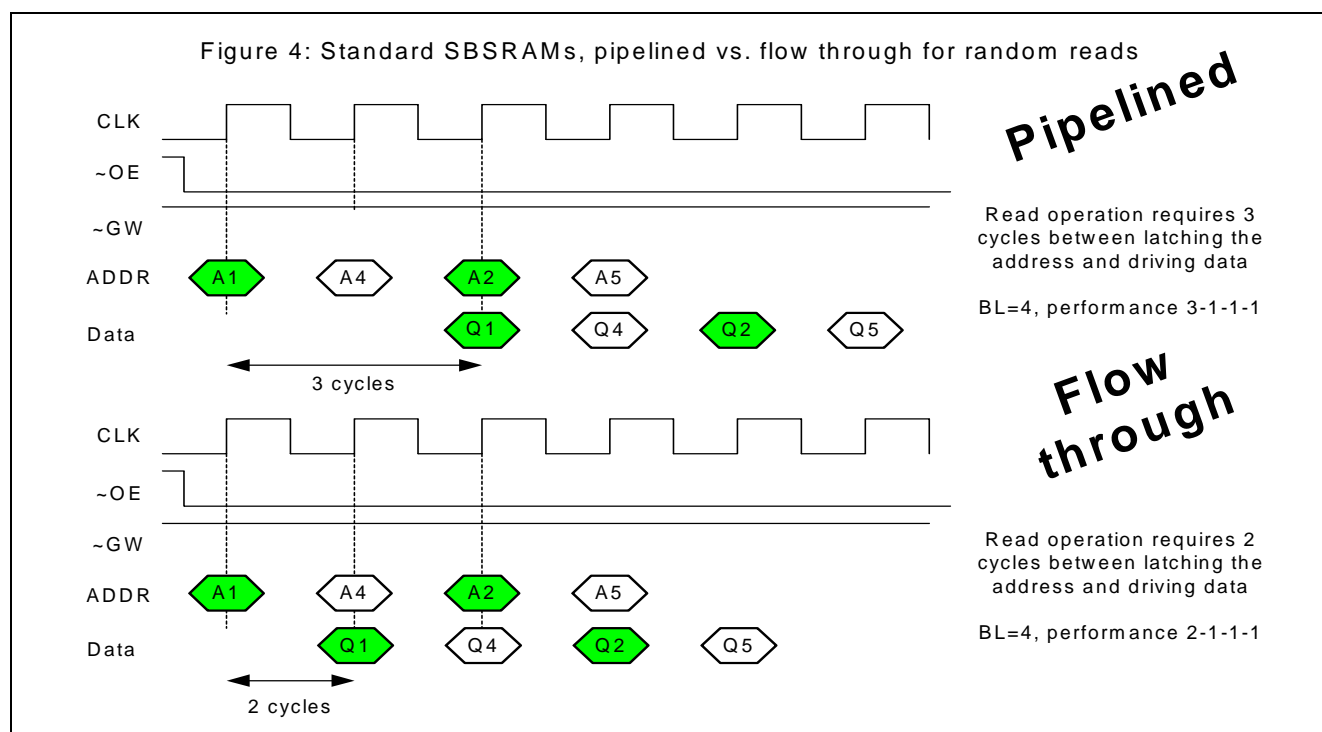 Figure 4: Standard SBSRAMs, pipelined vs. flow through for random reads
Pipelined
CLK
~OE
~GW
ADDR
A1
A4
A2
A5
Data
Q1
Q4
Q2
Q5
3 cycles
Read operation requires 3
cycles between latching the
address and driving data
BL=4, performance 3-1-1-1
Flow
through
CLK
~OE
~GW
ADDR
A1
A4
A2
A5
Data
Q1
Q4
Q2
Q5
2 cycles
Read operation requires 2
cycles between latching the
address and driving data
BL=4, performance 2-1-1-1